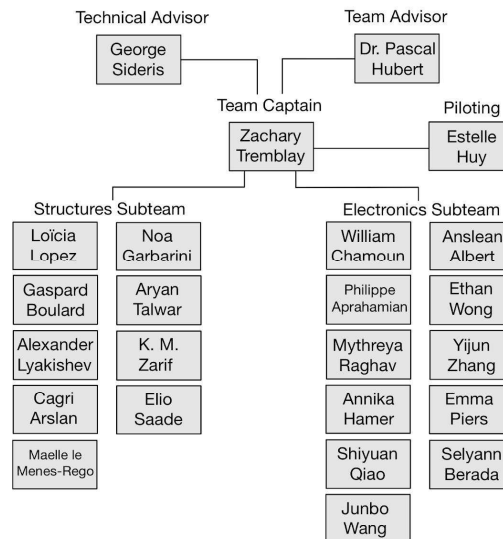 Technical Advisor
George
Sideris
Team Advisor
Dr. Pascal
Hubert
Team Captain
Zachary
Tremblay
Piloting
Estelle
Huy
Structures Subteam
Loïcia
Lopez
Noa
Garbarini
Gaspard
Boulard
Aryan
Talwar
Alexander
Lyakishev
K. M.
Zarif
Cagri
Arslan
Elio
Saade
Maelle le
Menes-Rego
Electronics Subteam
William
Chamoun
Anslean
Albert
Philippe
Aprahamian
Ethan
Wong
Mythreya
Raghav
Yijun
Zhang
Annika
Hamer
Emma
Piers
Shiyuan
Qiao
Selyann
Berada
Junbo
Wang